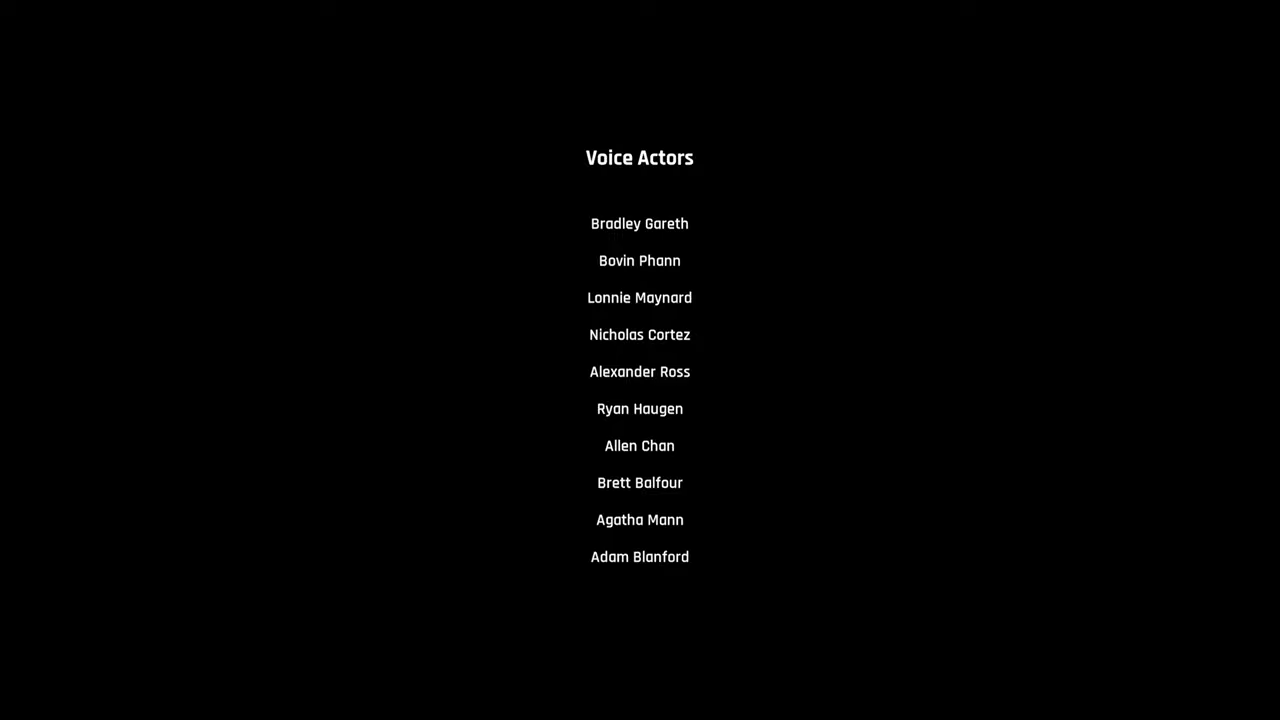 Voice Actors
Bradley Gareth
Bovin Phann
Lonnie Maynard
Nicholas Cortez
Alexander Ross
Ryan Haugen
Allen Chan
Brett Balfour
Agatha Mann
Adam Blanford